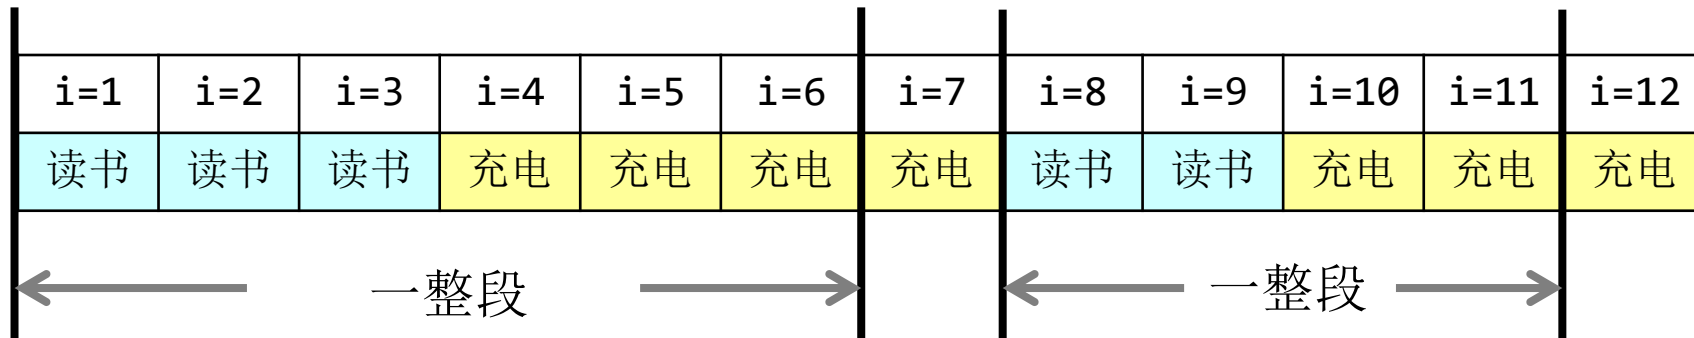 i=1 i=2 i=3 i=4 i=5 i=6 i=7 i=8 i=9 i=10 i=11 i=12
读书 读书 读书 充电 充电 充电 充电 读书 读书 充电 充电 充电
一整段 一整段